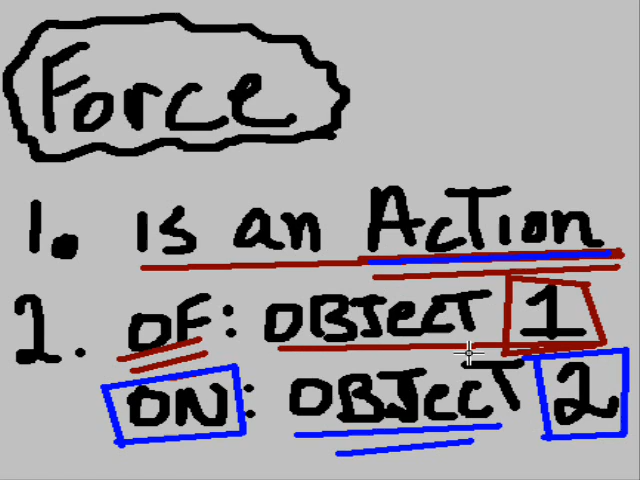 Force
1. is an Action
2. OF: OBJecT 1
ON: OBJecT 2